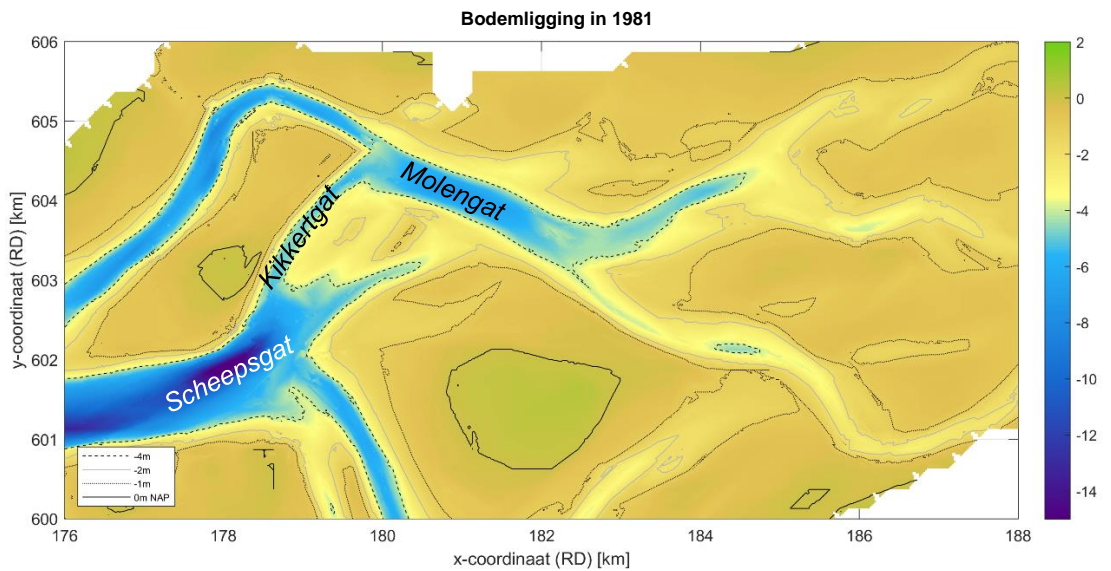 Bodemligging in 1981
606
605
604
603
602
601
600
y-coordinaat (RD) [km]
176
178
180
182
184
186
188
x-coordinaat (RD) [km]
Molengat
Kikkertgat
Scheepsgat
-4m
-2m
-1m
0m NAP
2
0
-2
-4
-6
-8
-10
-12
-14